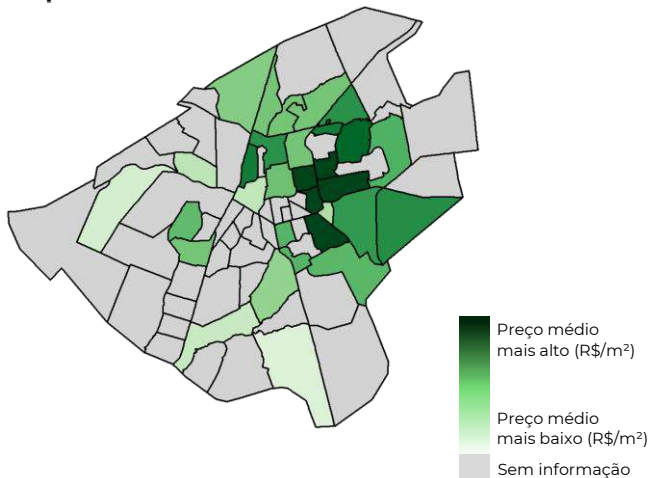 Preço médio
mais alto (R$/m²)
Preço médio
mais baixo (R$/m²)
Sem informação